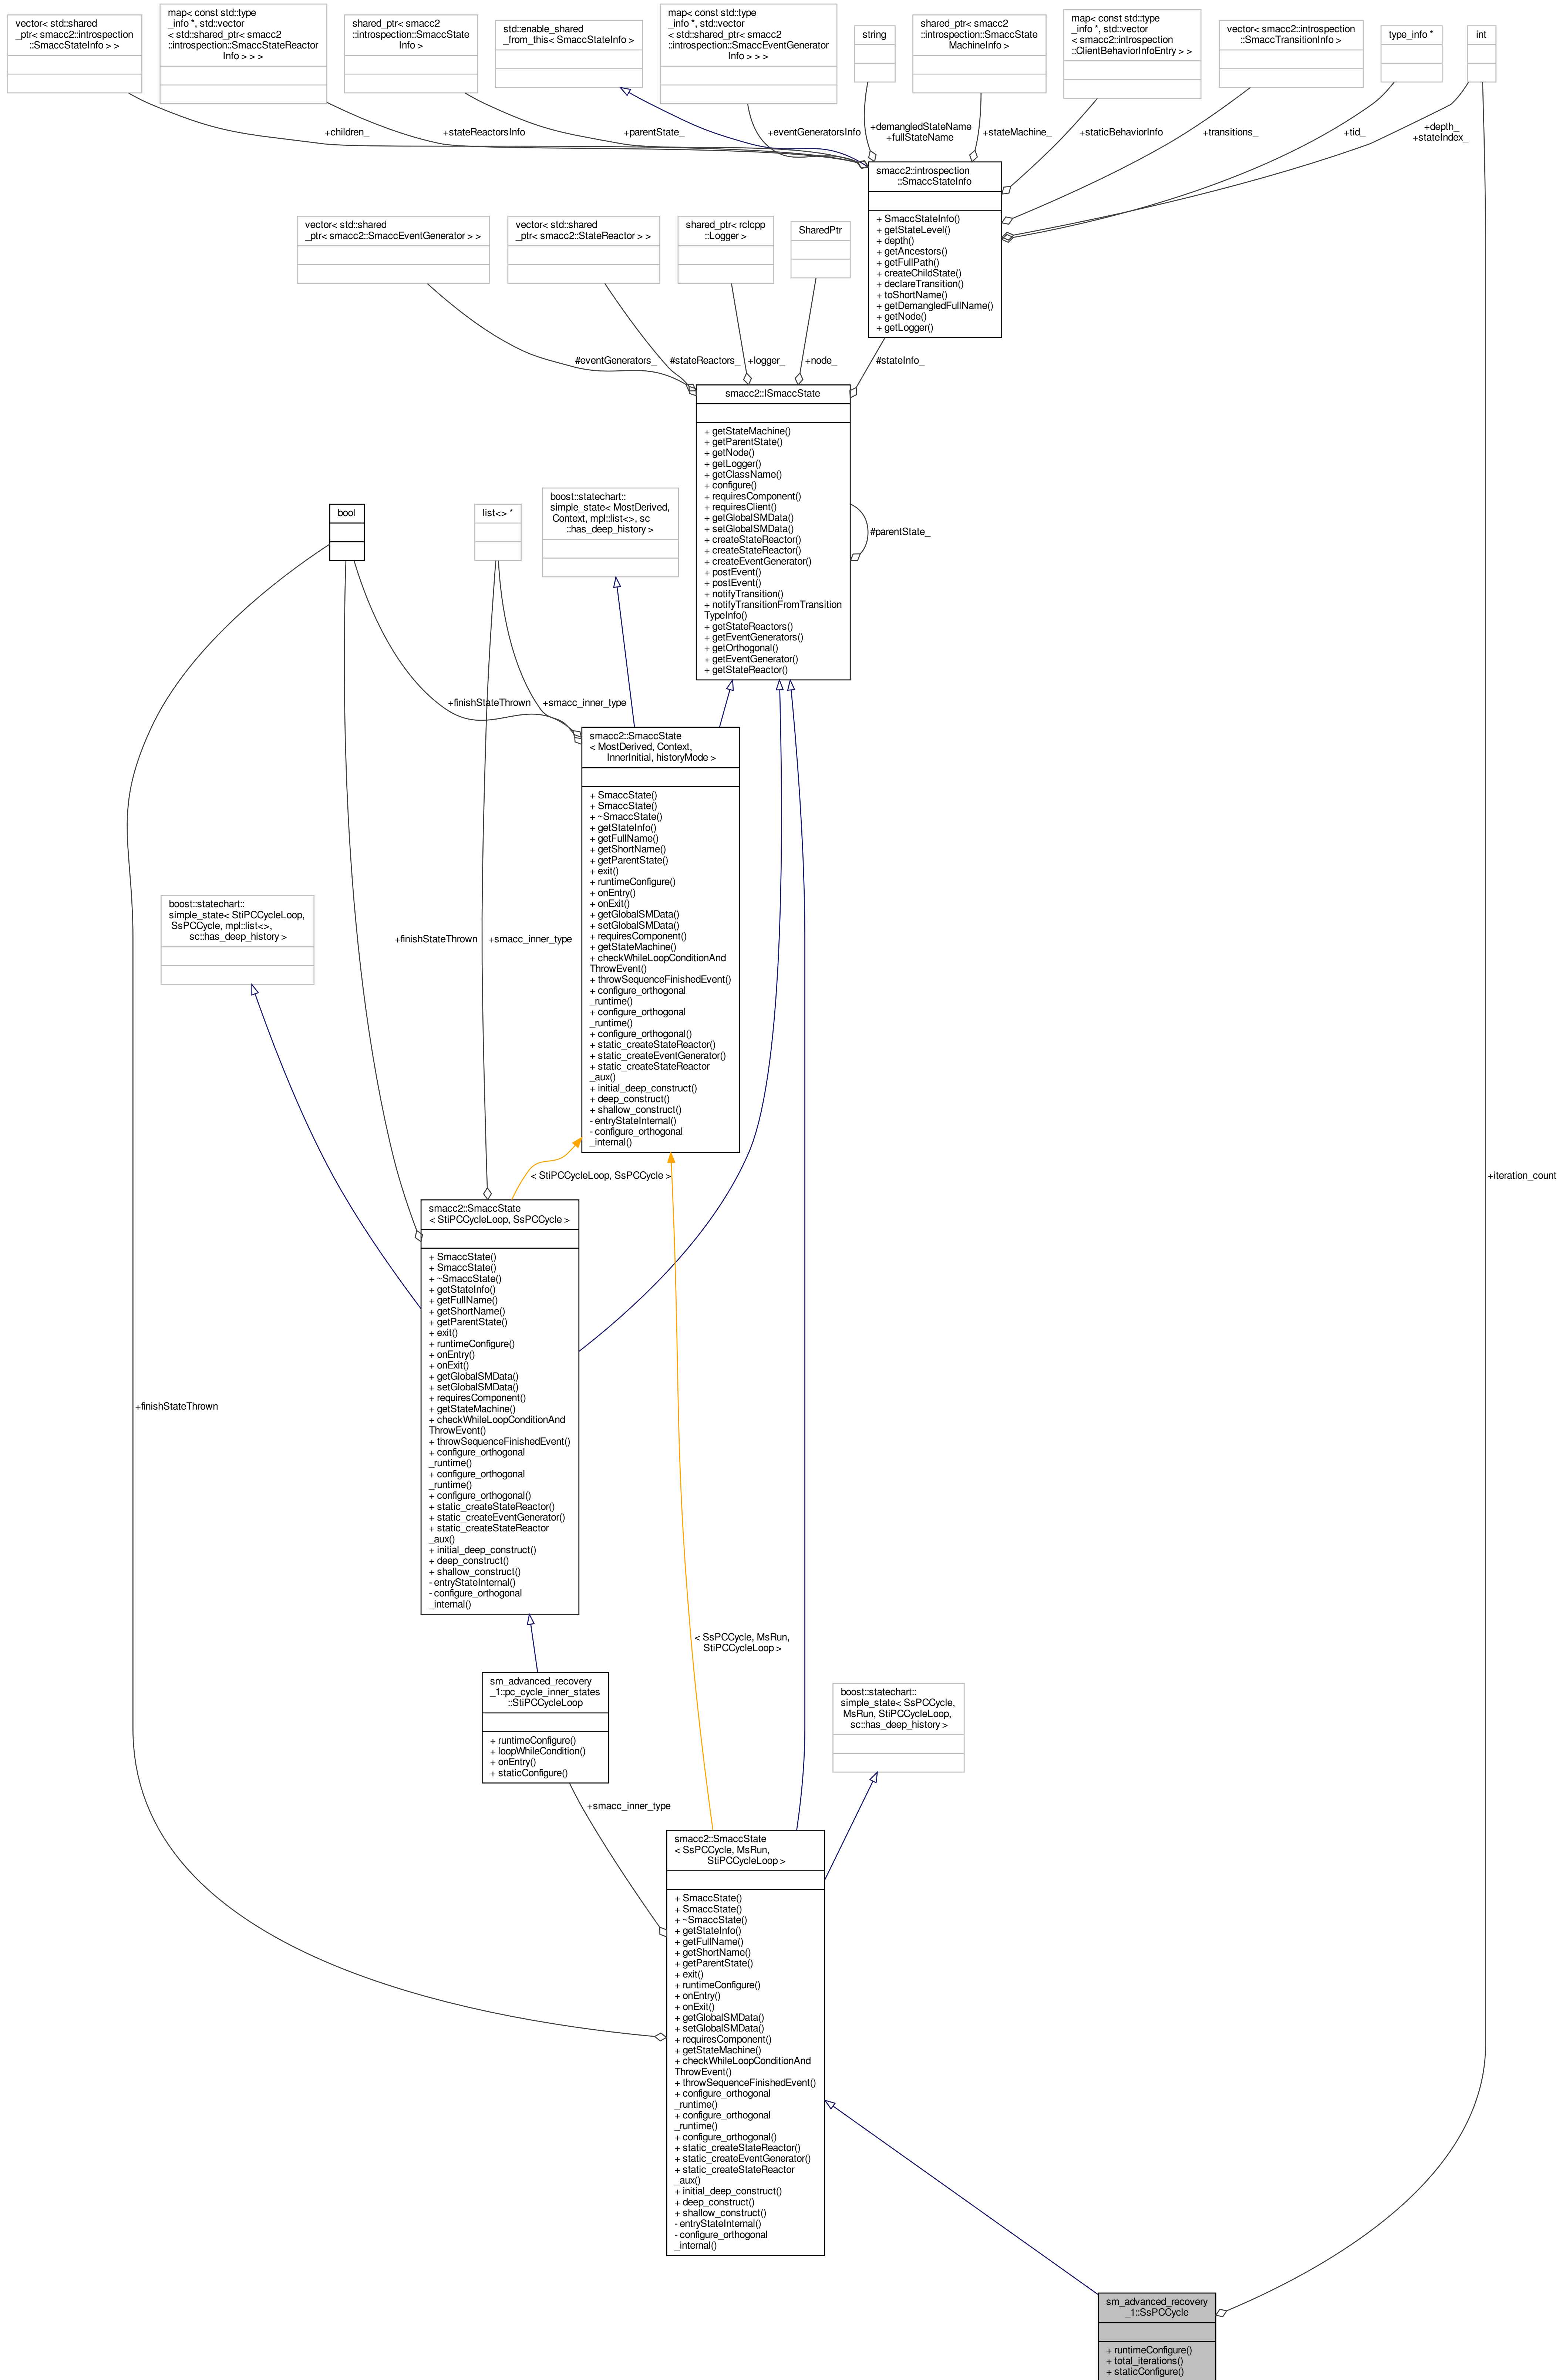 vector< std::shared
_ptr< smacc2::introspection
::SmaccStateInfo > >
map< const std::type
_info *, std::vector
< std::shared_ptr< smacc2
::introspection::SmaccStateReactor
Info > > >
shared_ptr< smacc2
::introspection::SmaccState
Info >
std::enable_shared
_from_this< SmaccStateInfo >
map< const std::type
_info *, std::vector
< std::shared_ptr< smacc2
::introspection::SmaccEventGenerator
Info > > >
string
shared_ptr< smacc2
::introspection::SmaccState
MachineInfo >
map< const std::type
_info *, std::vector
< smacc2::introspection
::ClientBehaviorInfoEntry > >
vector< smacc2::introspection
::SmaccTransitionInfo >
type_info *
int
+children_
+stateReactorsInfo
+parentState_
+eventGeneratorsInfo
+demangledStateName
+fullStateName
+stateMachine_
+staticBehaviorInfo
+transitions_
+tid_
+depth_
+stateIndex_
smacc2::introspection
::SmaccStateInfo
+ SmaccStateInfo()
+ getStateLevel()
+ depth()
+ getAncestors()
+ getFullPath()
+ createChildState()
+ declareTransition()
+ toShortName()
+ getDemangledFullName()
+ getNode()
+ getLogger()
vector< std::shared
_ptr< smacc2::SmaccEventGenerator > >
vector< std::shared
_ptr< smacc2::StateReactor > >
shared_ptr< rclcpp
::Logger >
SharedPtr
#eventGenerators_
#stateReactors_
+logger_
+node_
#stateInfo_
smacc2::ISmaccState
+ getStateMachine()
+ getParentState()
+ getNode()
+ getLogger()
+ getClassName()
+ configure()
+ requiresComponent()
+ requiresClient()
+ getGlobalSMData()
+ setGlobalSMData()
+ createStateReactor()
+ createStateReactor()
+ createEventGenerator()
+ postEvent()
+ postEvent()
+ notifyTransition()
+ notifyTransitionFromTransition
TypeInfo()
+ getStateReactors()
+ getEventGenerators()
+ getOrthogonal()
+ getEventGenerator()
+ getStateReactor()
#parentState_
bool
list<> *
boost::statechart::
simple_state< MostDerived,
Context, mpl::list<>, sc
::has_deep_history >
+finishStateThrown
+smacc_inner_type
smacc2::SmaccState
< MostDerived, Context,
InnerInitial, historyMode >
+ SmaccState()
+ SmaccState()
+ ~SmaccState()
+ getStateInfo()
+ getFullName()
+ getShortName()
+ getParentState()
+ exit()
+ runtimeConfigure()
+ onEntry()
+ onExit()
+ getGlobalSMData()
+ setGlobalSMData()
+ requiresComponent()
+ getStateMachine()
+ checkWhileLoopConditionAnd
ThrowEvent()
+ throwSequenceFinishedEvent()
+ configure_orthogonal
_runtime()
+ configure_orthogonal
_runtime()
+ configure_orthogonal()
+ static_createStateReactor()
+ static_createEventGenerator()
+ static_createStateReactor
_aux()
+ initial_deep_construct()
+ deep_construct()
+ shallow_construct()
- entryStateInternal()
- configure_orthogonal
_internal()
boost::statechart::
simple_state< StiPCCycleLoop,
SsPCCycle, mpl::list<>,
sc::has_deep_history >
+finishStateThrown
+smacc_inner_type
< StiPCCycleLoop, SsPCCycle >
+iteration_count
smacc2::SmaccState
< StiPCCycleLoop, SsPCCycle >
+ SmaccState()
+ SmaccState()
+ ~SmaccState()
+ getStateInfo()
+ getFullName()
+ getShortName()
+ getParentState()
+ exit()
+ runtimeConfigure()
+ onEntry()
+ onExit()
+ getGlobalSMData()
+ setGlobalSMData()
+ requiresComponent()
+ getStateMachine()
+ checkWhileLoopConditionAnd
ThrowEvent()
+ throwSequenceFinishedEvent()
+ configure_orthogonal
_runtime()
+ configure_orthogonal
_runtime()
+ configure_orthogonal()
+ static_createStateReactor()
+ static_createEventGenerator()
+ static_createStateReactor
_aux()
+ initial_deep_construct()
+ deep_construct()
+ shallow_construct()
- entryStateInternal()
- configure_orthogonal
_internal()
+finishStateThrown
< SsPCCycle, MsRun,
StiPCCycleLoop >
sm_advanced_recovery
_1::pc_cycle_inner_states
::StiPCCycleLoop
+ runtimeConfigure()
+ loopWhileCondition()
+ onEntry()
+ staticConfigure()
boost::statechart::
simple_state< SsPCCycle,
MsRun, StiPCCycleLoop,
sc::has_deep_history >
+smacc_inner_type
smacc2::SmaccState
< SsPCCycle, MsRun,
StiPCCycleLoop >
+ SmaccState()
+ SmaccState()
+ ~SmaccState()
+ getStateInfo()
+ getFullName()
+ getShortName()
+ getParentState()
+ exit()
+ runtimeConfigure()
+ onEntry()
+ onExit()
+ getGlobalSMData()
+ setGlobalSMData()
+ requiresComponent()
+ getStateMachine()
+ checkWhileLoopConditionAnd
ThrowEvent()
+ throwSequenceFinishedEvent()
+ configure_orthogonal
_runtime()
+ configure_orthogonal
_runtime()
+ configure_orthogonal()
+ static_createStateReactor()
+ static_createEventGenerator()
+ static_createStateReactor
_aux()
+ initial_deep_construct()
+ deep_construct()
+ shallow_construct()
- entryStateInternal()
- configure_orthogonal
_internal()
sm_advanced_recovery
_1::SsPCCycle
+ runtimeConfigure()
+ total_iterations()
+ staticConfigure()